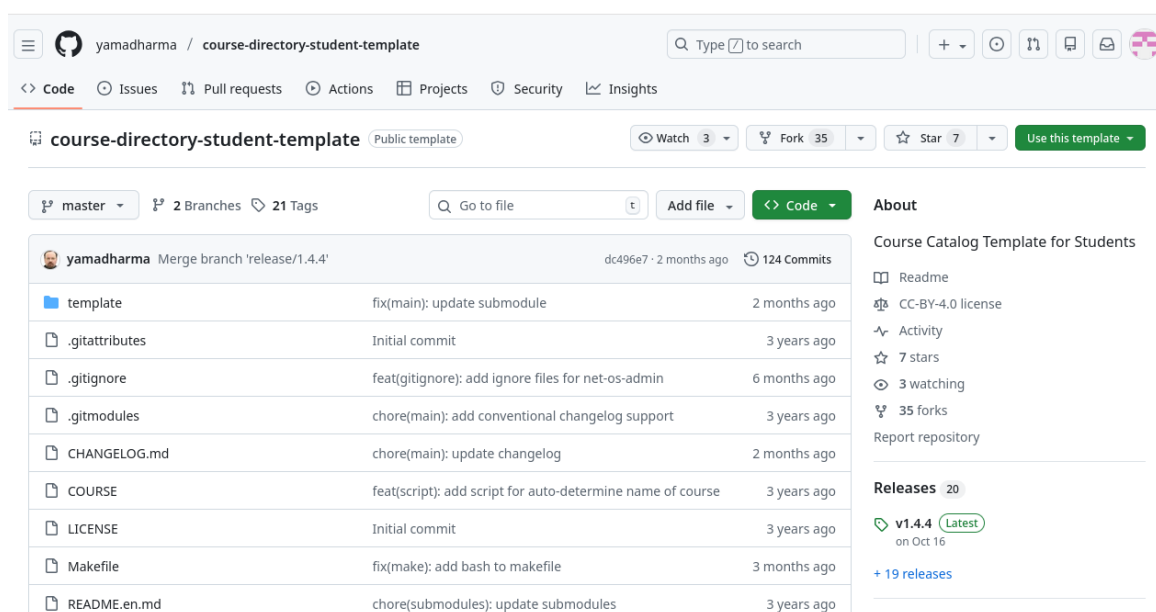 yamadharma / course-directory-student-template Type / to search
Code Issues Pull requests Actions Projects Security Insights
course-directory-student-template Public template Watch 3 Fork 35 Star 7 Use this template
master 2 Branches 21 Tags Go to file t Add file Code
yamadharma Merge branch 'release/1.4.4' dc496e7 · 2 months ago 124 Commits
template fix(main): update submodule 2 months ago
.gitattributes Initial commit 3 years ago
.gitignore feat(gitignore): add ignore files for net-os-admin 6 months ago
.gitmodules chore(main): add conventional changelog support 3 years ago
CHANGELOG.md chore(main): update changelog 2 months ago
COURSE feat(script): add script for auto-determine name of course 3 years ago
LICENSE Initial commit 3 years ago
Makefile fix(make): add bash to makefile 3 months ago
README.en.md chore(submodules): update submodules 3 years ago
About
Course Catalog Template for Students
Readme
CC-BY-4.0 license
Activity
7 stars
3 watching
35 forks
Report repository
Releases 20
v1.4.4 Latest
on Oct 16
+ 19 releases